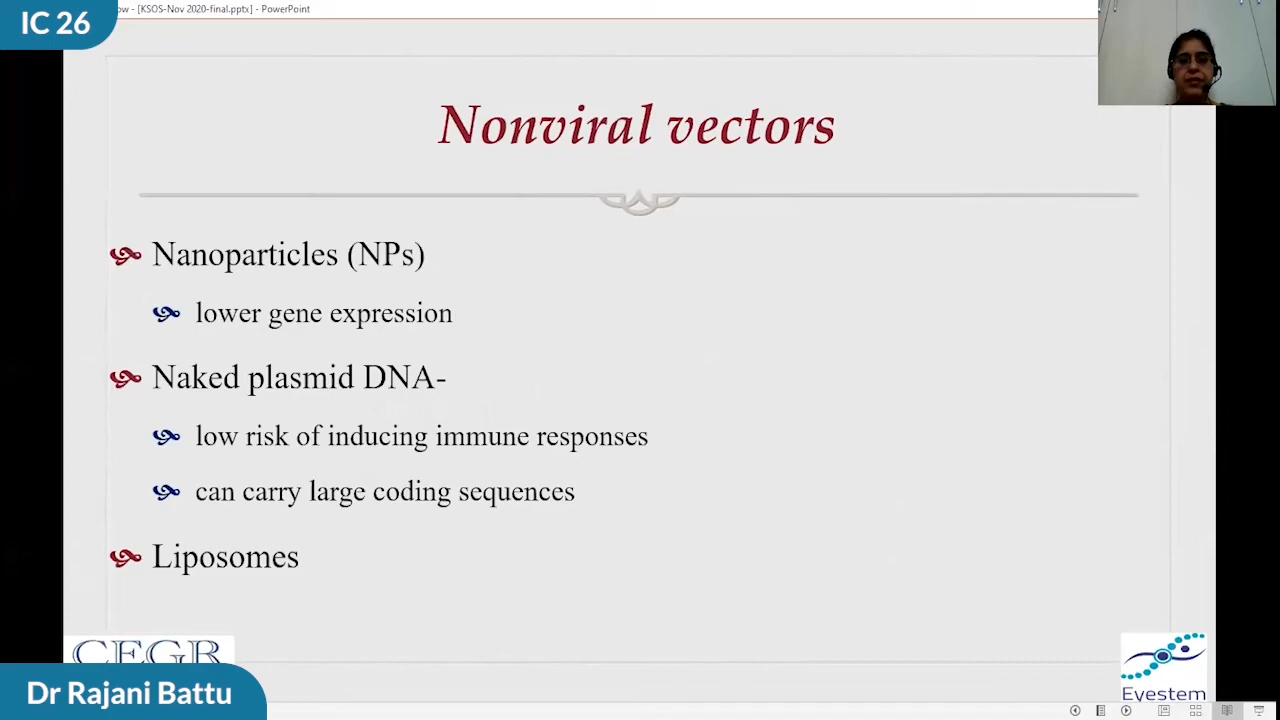 IC 26
ow - [KSOS-Nov 2020-final.pptx] - PowerPoint
Nonviral vectors
Nanoparticles (NPs)
lower gene expression
Naked plasmid DNA-
low risk of inducing immune responses
can carry large coding sequences
Liposomes
CEGR
Dr Rajani Battu
Eyestem